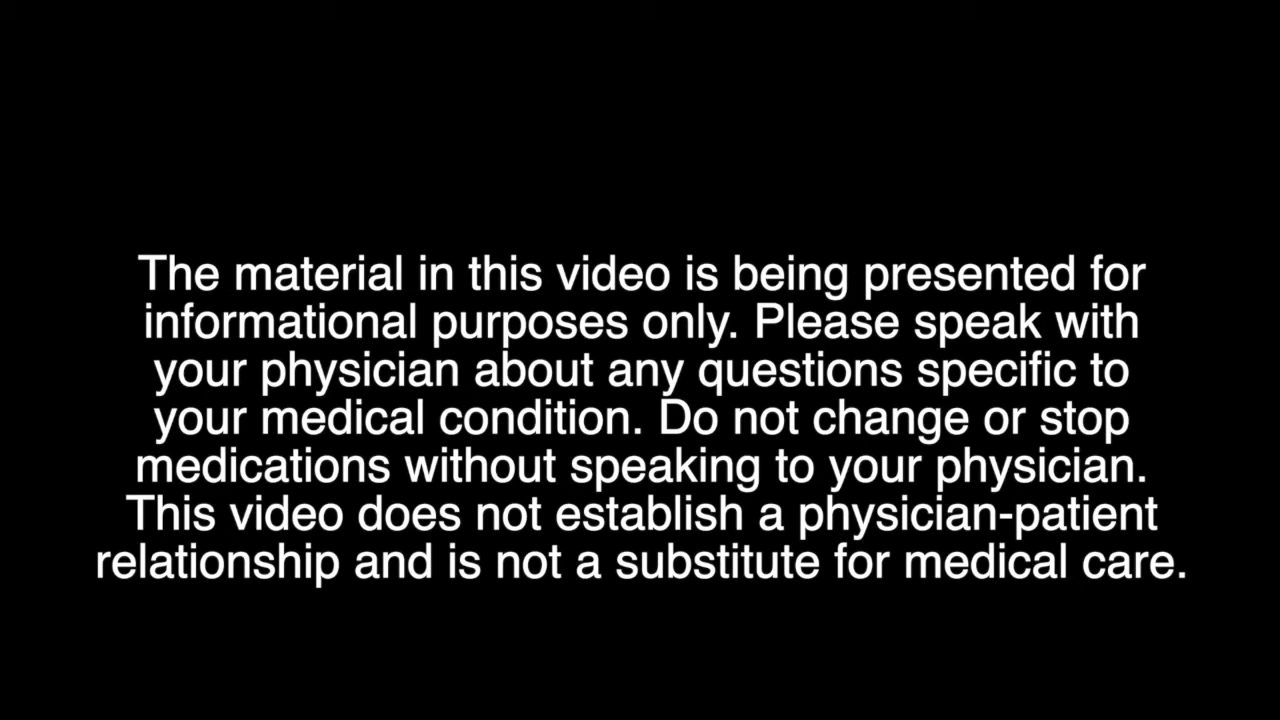 The material in this video is being presented for
informational purposes only. Please speak with
your physician about any questions specific to
your medical condition. Do not change or stop
medications without speaking to your physician.
This video does not establish a physician-patient
relationship and is not a substitute for medical care.